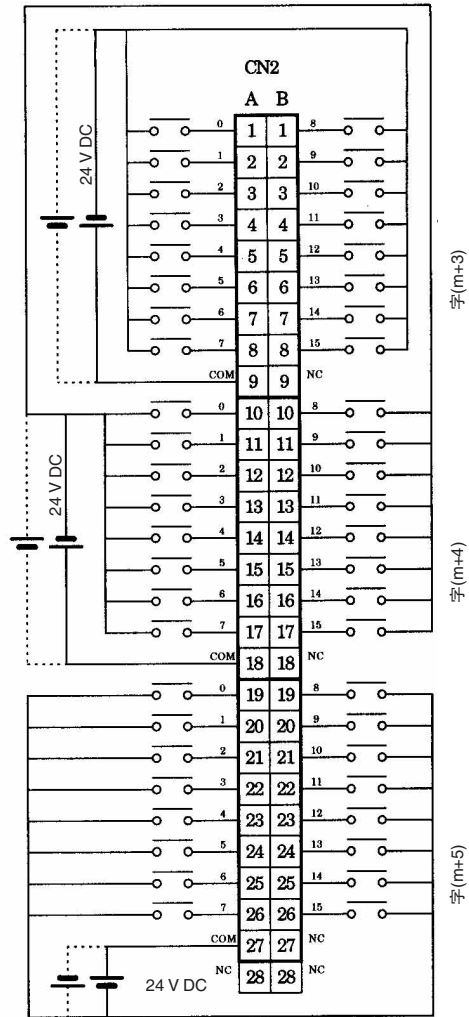 CN2
A B
0 1 1 8
1 2 2 9
2 3 3 10
3 4 4 11
4 5 5 12
5 6 6 13
6 7 7 14
7 8 8 15
COM 9 9 NC
24 V DC
字(m+3)
0 10 10 8
1 11 11 9
2 12 12 10
3 13 13 11
4 14 14 12
5 15 15 13
6 16 16 14
7 17 17 15
COM 18 18 NC
24 V DC
字(m+4)
0 19 19 8
1 20 20 9
2 21 21 10
3 22 22 11
4 23 23 12
5 24 24 13
6 25 25 14
7 26 26 15
COM 27 27 NC
NC 28 28 NC
24 V DC
字(m+5)